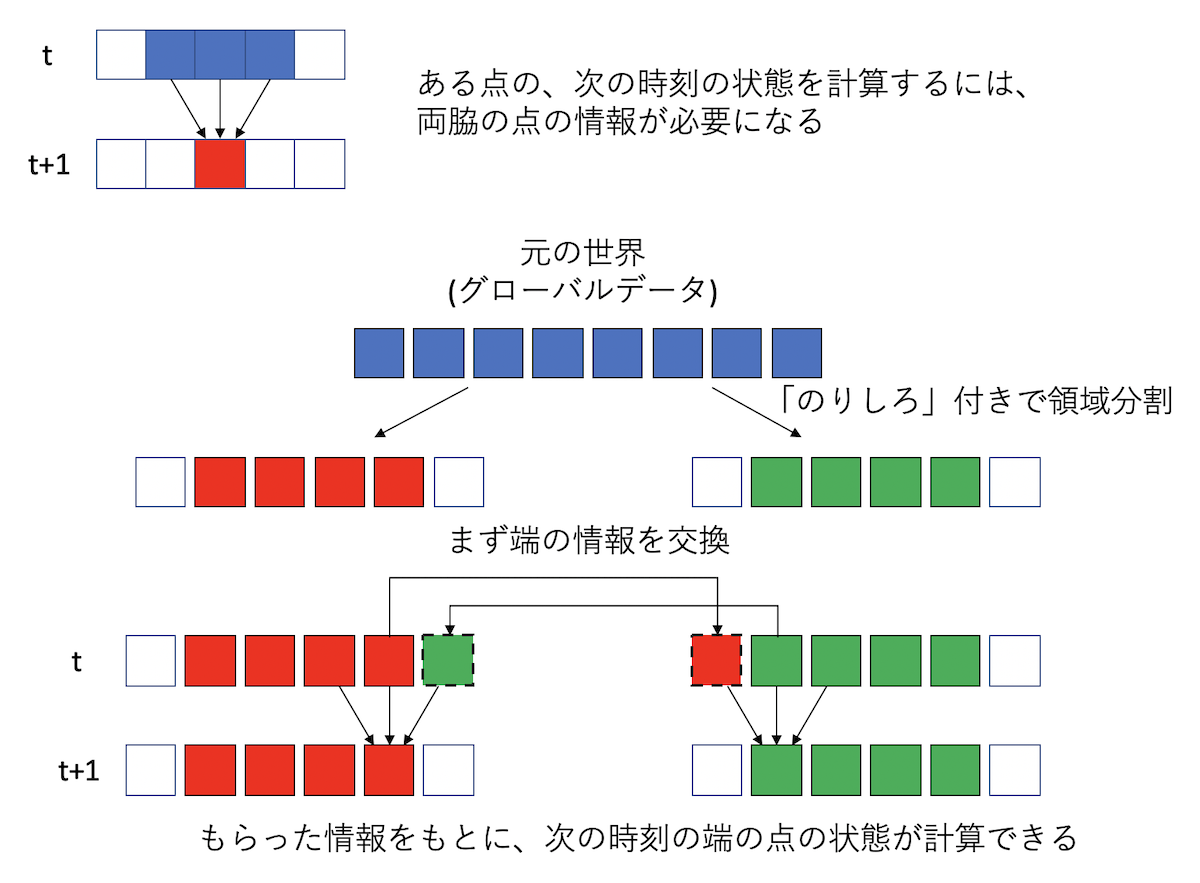 t
ある点の、次の時刻の状態を計算するには、
両脇の点の情報が必要になる
t+1
元の世界
(グローバルデータ)
「のりしろ」付きで領域分割
まず端の情報を交換
t
t+1
もらった情報をもとに、次の時刻の端の点の状態が計算できる